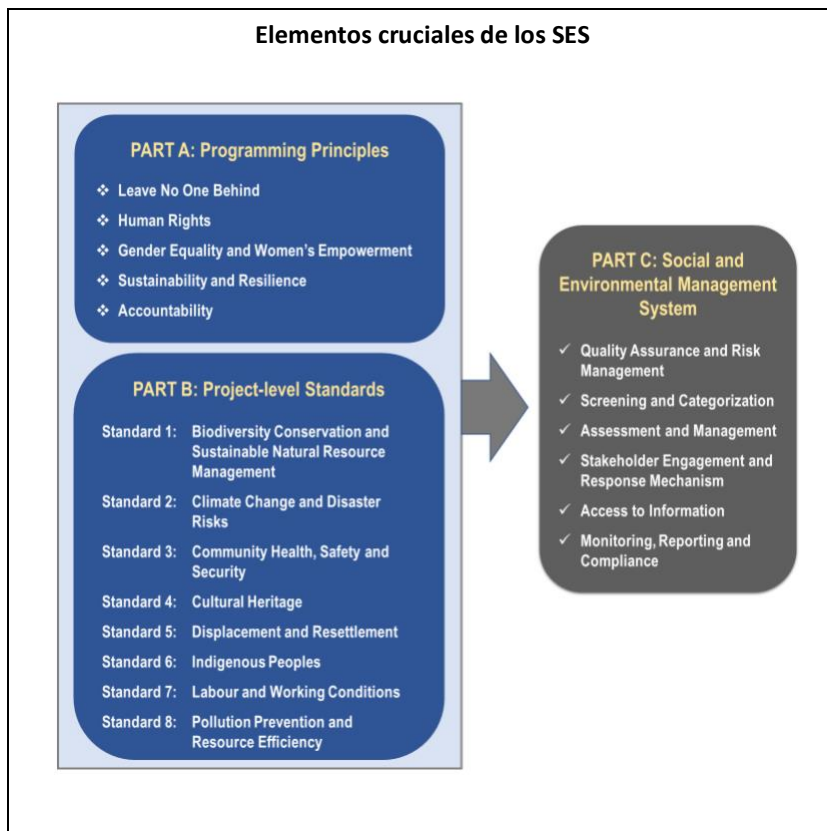 Elementos cruciales de los SES
PART A: Programming Principles
❖ Leave No One Behind
❖ Human Rights
❖ Gender Equality and Women's Empowerment
❖ Sustainability and Resilience
❖ Accountability
PART B: Project-level Standards
Standard 1: Biodiversity Conservation and
Sustainable Natural Resource
Management
Standard 2: Climate Change and Disaster
Risks
Standard 3: Community Health, Safety and
Security
Standard 4: Cultural Heritage
Standard 5: Displacement and Resettlement
Standard 6: Indigenous Peoples
Standard 7: Labour and Working Conditions
Standard 8: Pollution Prevention and
Resource Efficiency
PART C: Social and
Environmental Management
System
✓ Quality Assurance and Risk
Management
✓ Screening and Categorization
✓ Assessment and Management
✓ Stakeholder Engagement and
Response Mechanism
✓ Access to Information
✓ Monitoring, Reporting and
Compliance